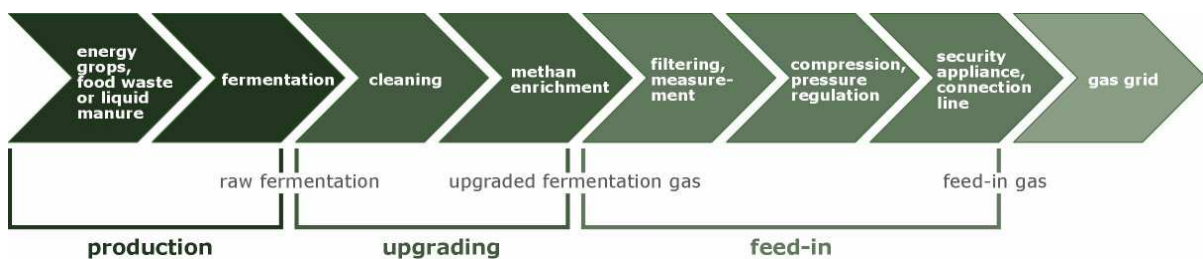 energy
grops,
food waste
or liquid
manure
fermentation
cleaning
methan
enrichment
filtering,
measure-
ment
compression,
pressure
regulation
security
appliance,
connection
line
gas grid
raw fermentation
upgraded fermentation gas
feed-in gas
production
upgrading
feed-in